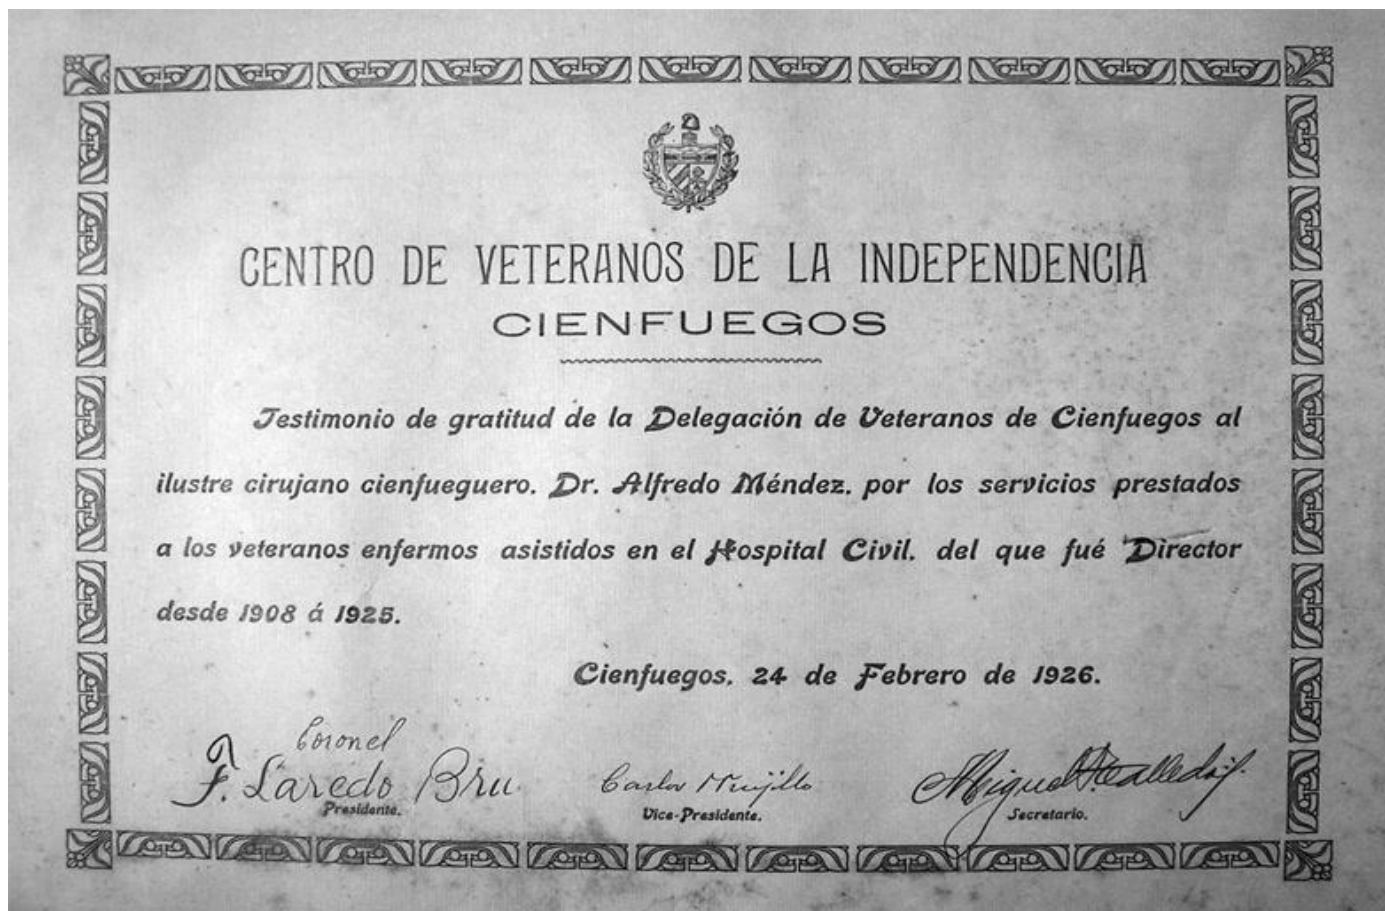 CENTRO DE VETERANOS DE LA INDEPENDENCIA
CIENFUEGOS
Testimonio de gratitud de la Delegación de Veteranos de Cienfuegos al
ilustre cirujano cienfueguero. Dr. Alfredo Méndez. por los servicios prestados
a los veteranos enfermos asistidos en el Hospital Civil. del que fué Director
desde 1908 á 1925.
Cienfuegos, 24 de Febrero de 1926.
Coronel
F. Laredo Bru
Presidente.
Carlos Trujillo
Vice-Presidente.
Miguel
Secretario.